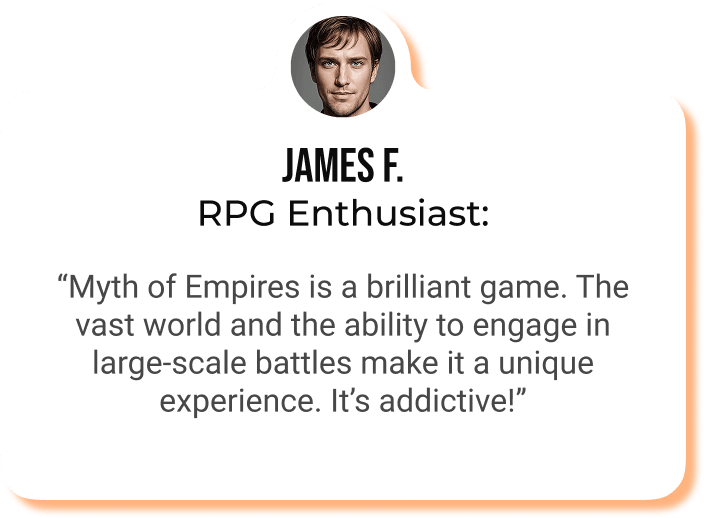 JAMES F.
RPG Enthusiast:
“Myth of Empires is a brilliant game. The
vast world and the ability to engage in
large-scale battles make it a unique
experience. It’s addictive!”